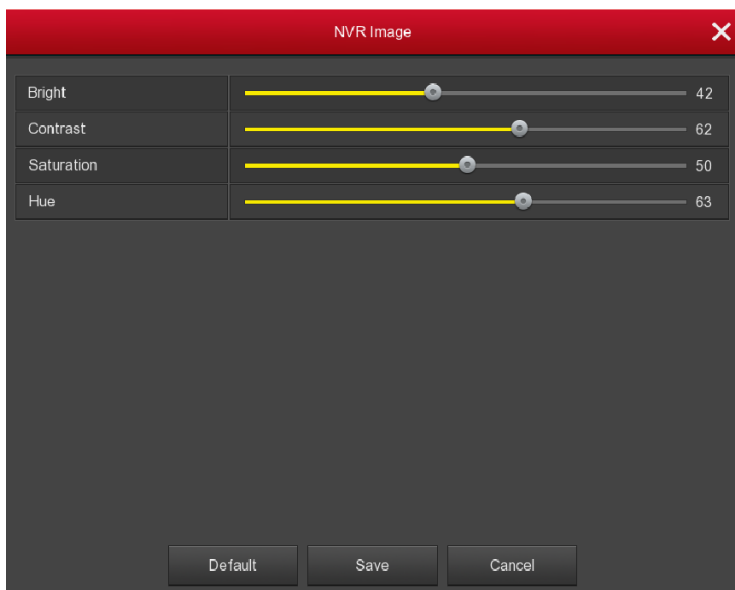 NVR Image
Bright 42
Contrast 62
Saturation 50
Hue 63
Default Save Cancel